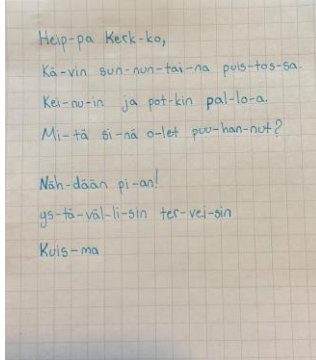 Heip-pa Kerk-ko,
Kä-vin sun-nun-tai-na puis-tos-sa.
Kei-nu-in ja pot-kin pal-lo-a.
Mi-tä si-nä o-let puu-han-nut?
Näh-dään pi-an!
ys-tä-väl-li-sin ter-vei-sin
Kuis-ma